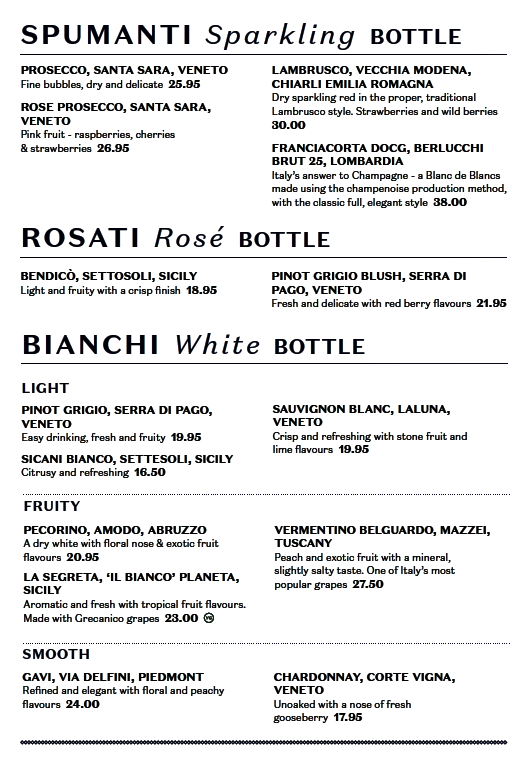 SPUMANTI Sparkling BOTTLE
PROSECCO, SANTA SARA, VENETO
Fine bubbles, dry and delicate 25.95
ROSE PROSECCO, SANTA SARA,
VENETO
Pink fruit - raspberries, cherries
& strawberries 26.95
LAMBRUSCO, VECCHIA MODENA,
CHIARLI EMILIA ROMAGNA
Dry sparkling red in the proper, traditional
Lambrusco style. Strawberries and wild berries
30.00
FRANCIACORTA DOCG, BERLUCCHI
BRUT 25, LOMBARDIA
Italy's answer to Champagne - a Blanc de Blancs
made using the champenoise production method,
with the classic full, elegant style 38.00
ROSATI Rosé BOTTLE
BENDICÒ, SETTOSOLI, SICILY
Light and fruity with a crisp finish 18.95
PINOT GRIGIO BLUSH, SERRA DI
PAGO, VENETO
Fresh and delicate with red berry flavours 21.95
BIANCHI White BOTTLE
LIGHT
PINOT GRIGIO, SERRA DI PAGO,
VENETO
Easy drinking, fresh and fruity 19.95
SICANI BIANCO, SETTESOLI, SICILY
Citrusy and refreshing 16.50
SAUVIGNON BLANC, LALUNA,
VENETO
Crisp and refreshing with stone fruit and
lime flavours 19.95
FRUITY
PECORINO, AMODO, ABRUZZO
A dry white with floral nose & exotic fruit
flavours 20.95
LA SEGRETA, 'IL BIANCO' PLANETA,
SICILY
Aromatic and fresh with tropical fruit flavours.
Made with Grecanico grapes 23.00
VERMENTINO BELGUARDO, MAZZEI,
TUSCANY
Peach and exotic fruit with a mineral,
slightly salty taste. One of Italy's most
popular grapes 27.50
SMOOTH
GAVI, VIA DELFINI, PIEDMONT
Refined and elegant with floral and peachy
flavours 24.00
CHARDONNAY, CORTE VIGNA,
VENETO
Unoaked with a nose of fresh
gooseberry 17.95